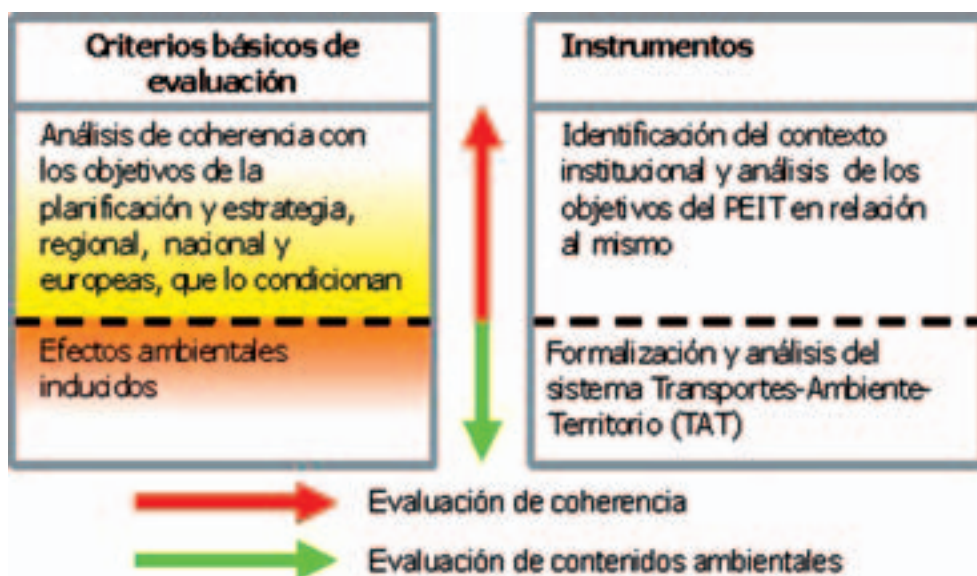 Criterios básicos de
evaluación
Análisis de coherencia con
los objetivos de la
planificación y estrategia,
regional, nacional y
europeas, que lo condicionan
Efectos ambientales
inducidos
Instrumentos
Identificación del contexto
institucional y análisis de los
objetivos del PEIT en relación
al mismo
Formalización y análisis del
sistema Transportes-Ambiente-
Territorio (TAT)
Evaluación de coherencia
Evaluación de contenidos ambientales